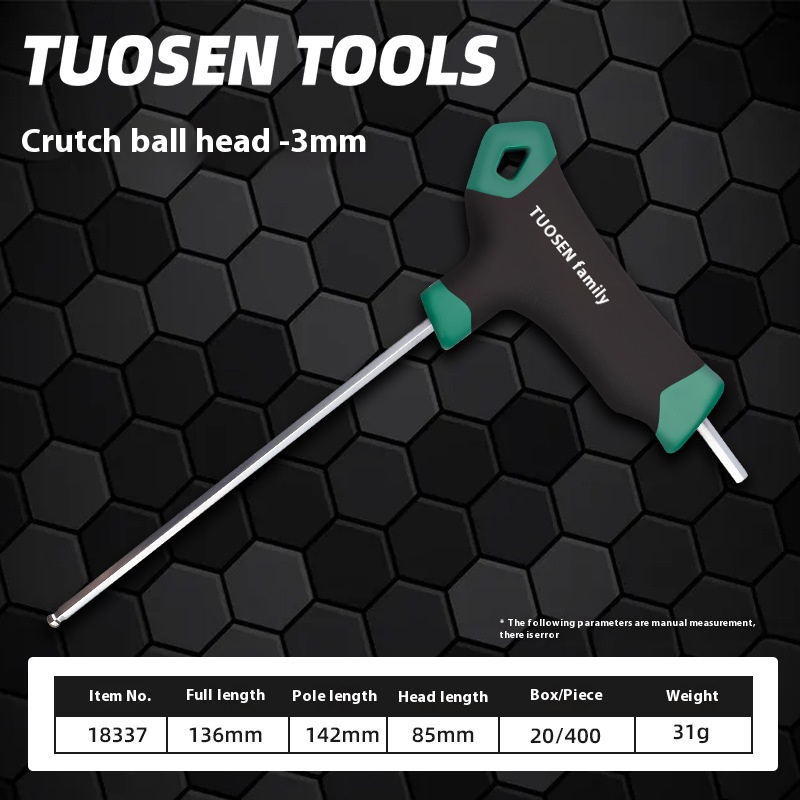 TUOSEN TOOLS
Crutch ball head -3mm
TUOSEN family
* The following parameters are manual measurement,
there is error
Item No. Full length Pole length Head length Box/Piece Weight
18337 136mm 142mm 85mm 20/400 31g